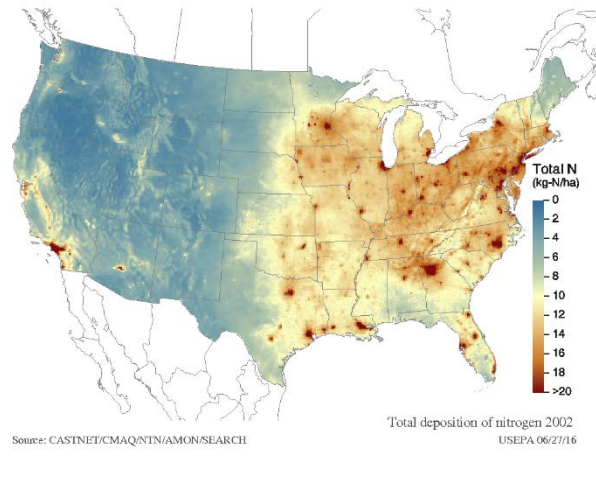 Total N
(kg-N/ha)
0
2
4
6
8
10
12
14
16
18
>20
Total deposition of nitrogen 2002
Source: CASTNET/CMAQ/NTN/AMON/SEARCH
USEPA 06/27/16